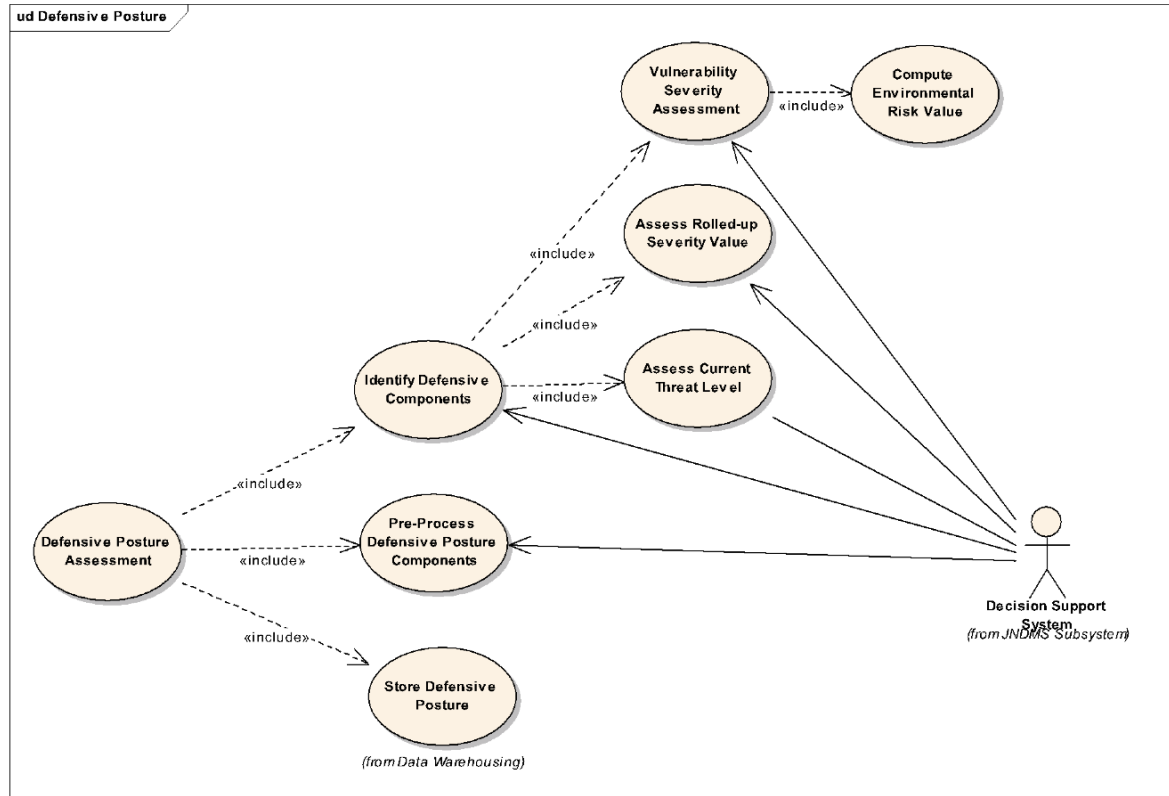 ud Defensive Posture
Vulnerability
Severity
Assessment
«include»
Compute
Environmental
Risk Value
Assess Rolled-up
Severity Value
«include»
«include»
Assess Current
Threat Level
Identify Defensive
Components
«include»
«include»
Defensive Posture
Assessment
«include»
Pre-Process
Defensive Posture
Components
«include»
Store Defensive
Posture
(from Data Warehousing)
Decision Support
System
(from JNDMS Subsystem)